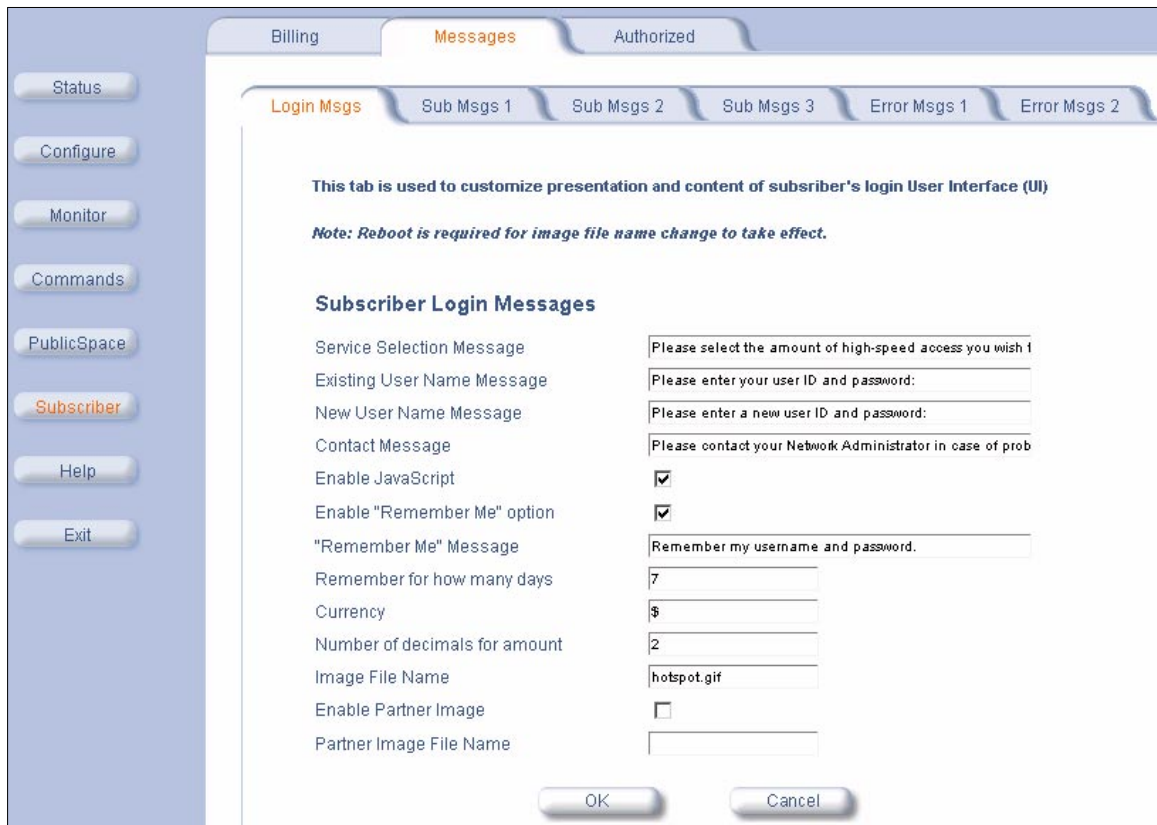 Billing
Messages
Authorized
Status
Configure
Monitor
Commands
PublicSpace
Subscriber
Help
Exit
Login Msgs
Sub Msgs 1
Sub Msgs 2
Sub Msgs 3
Error Msgs 1
Error Msgs 2
This tab is used to customize presentation and content of subsriber's login User Interface (UI)
Note: Reboot is required for image file name change to take effect.
Subscriber Login Messages
Service Selection Message Please select the amount of high-speed access you wish
Existing User Name Message Please enter your user ID and password:
New User Name Message Please enter a new user ID and password:
Contact Message Please contact your Network Administrator in case of prob
Enable JavaScript
Enable "Remember Me" option
"Remember Me" Message Remember my username and password.
Remember for how many days 7
Currency $
Number of decimals for amount 2
Image File Name hotspot.gif
Enable Partner Image
Partner Image File Name
OK
Cancel